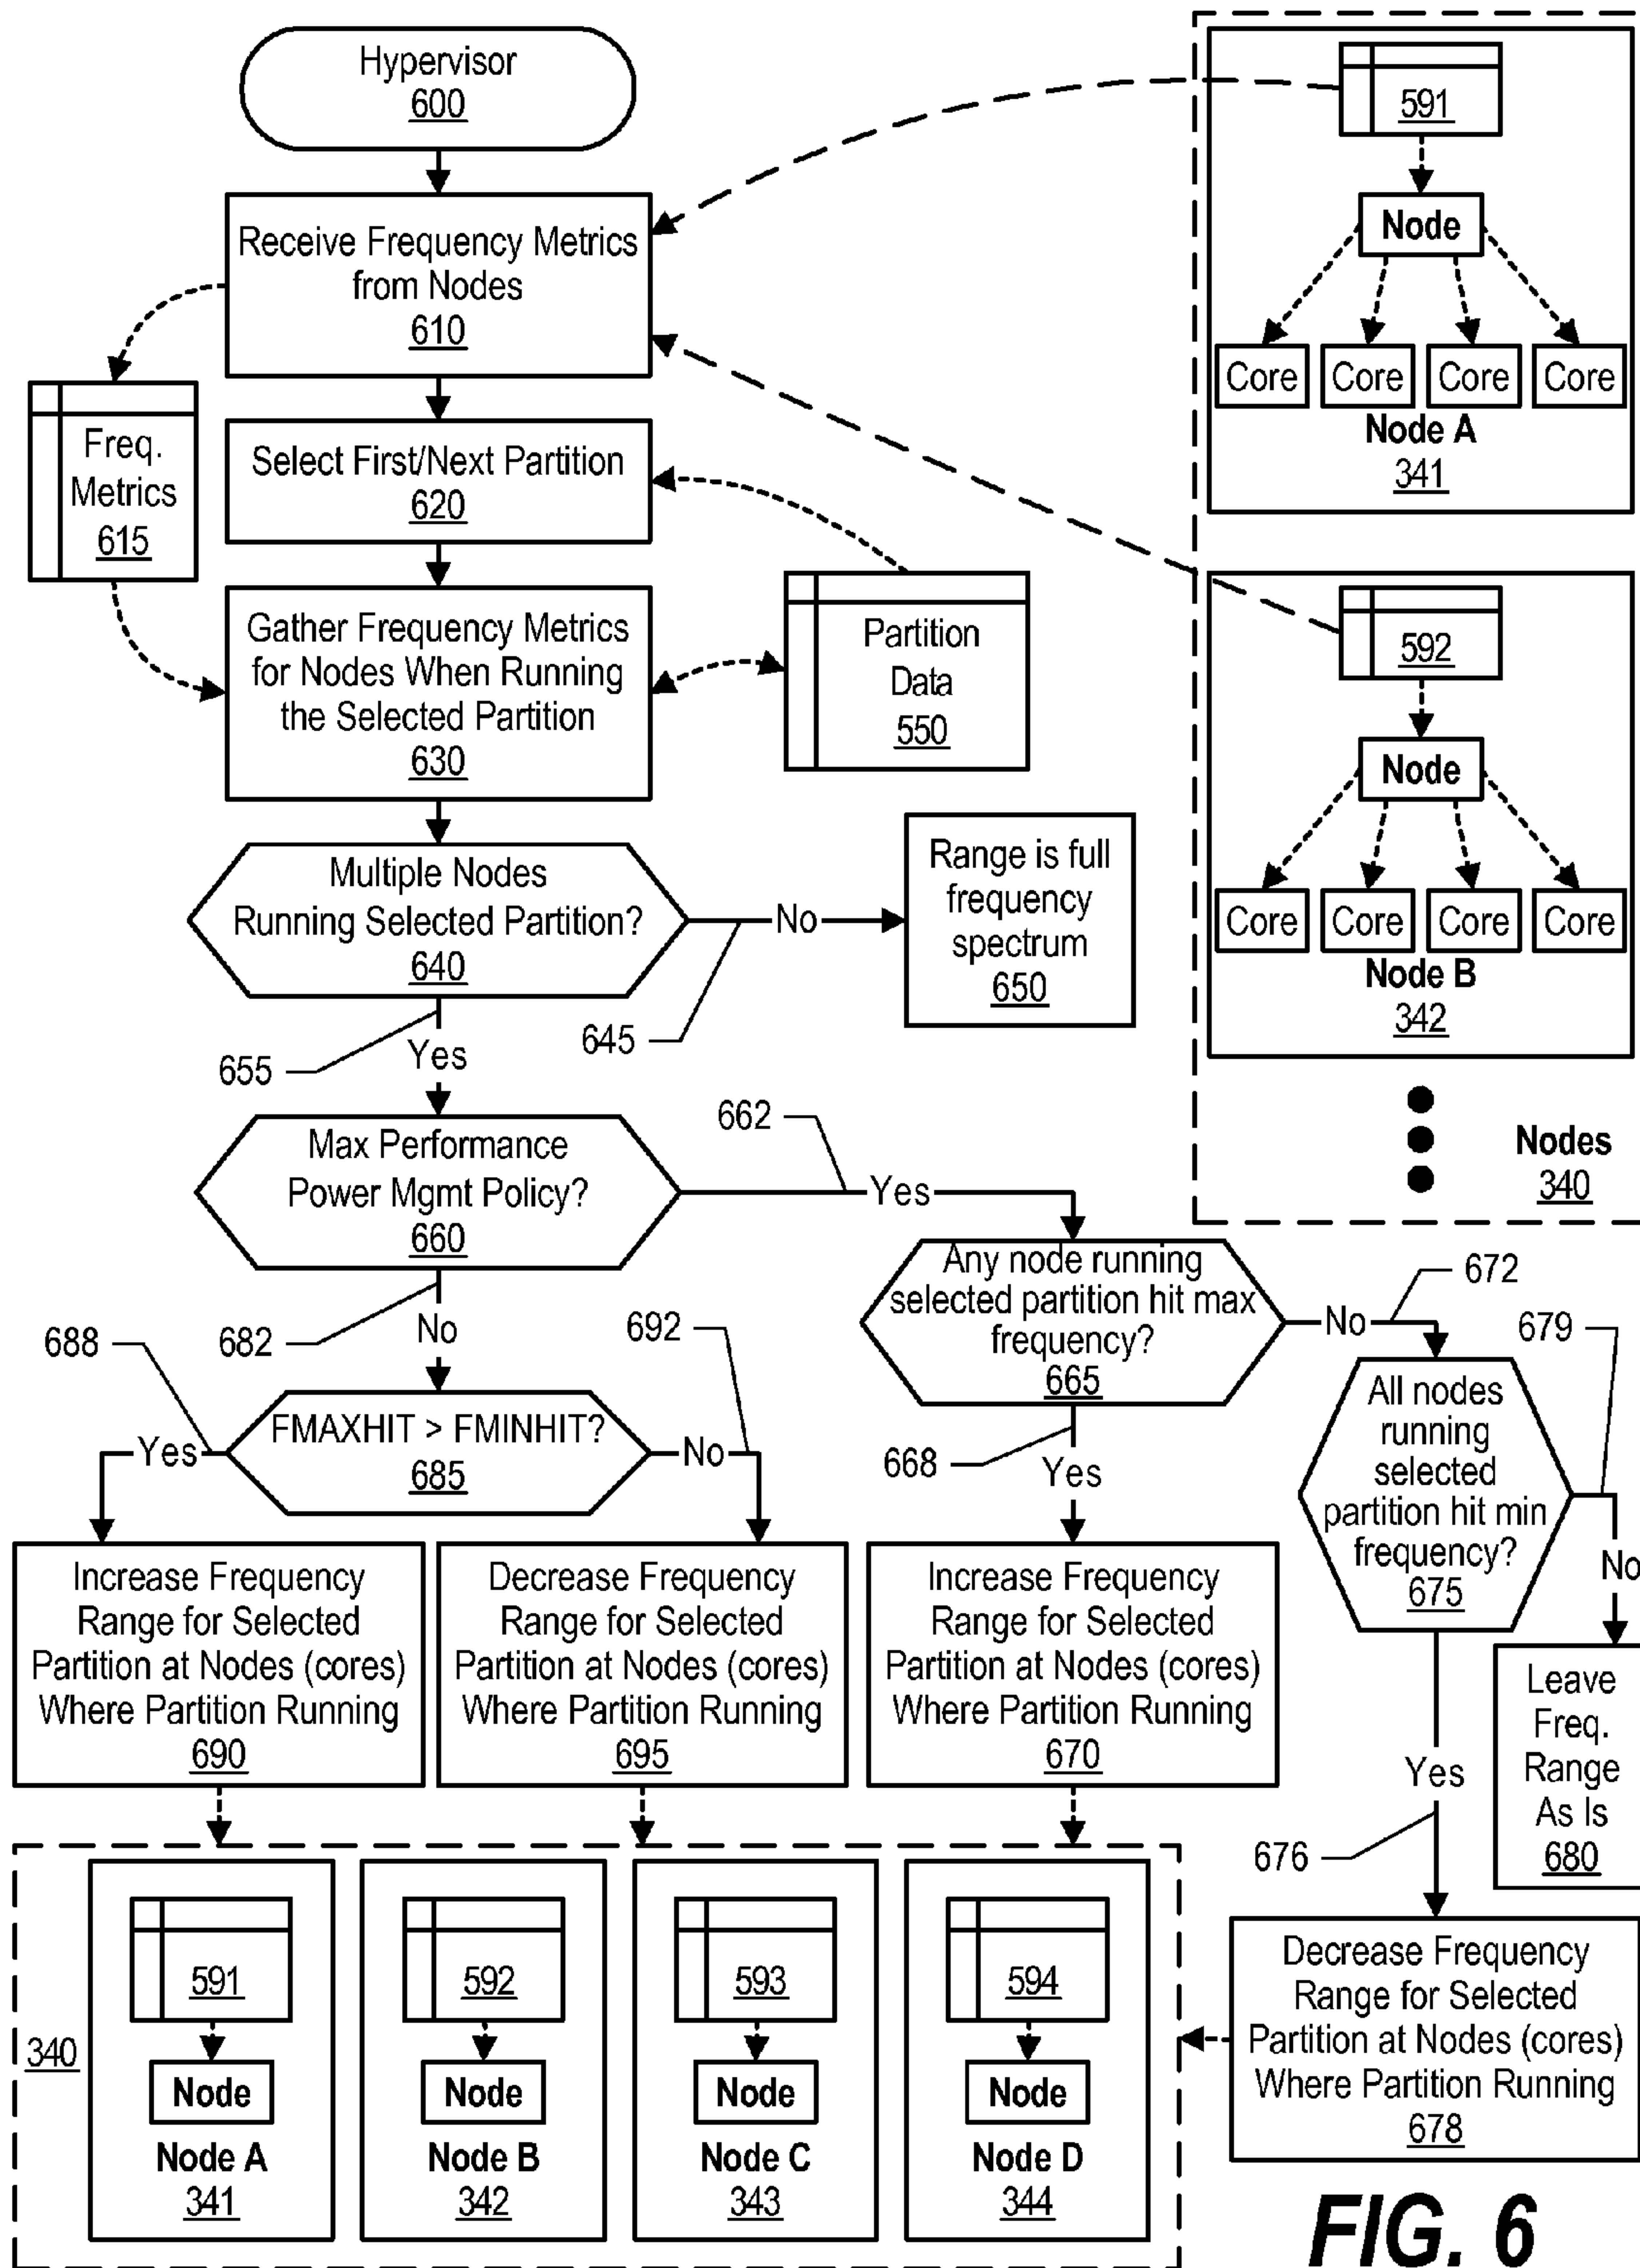 Hypervisor
600
Receive Frequency Metrics
from Nodes
610
Freq.
Metrics
615
Select First/Next Partition
620
Gather Frequency Metrics
for Nodes When Running
the Selected Partition
630
Partition
Data
550
Multiple Nodes
Running Selected Partition?
640
No
645
Range is full
frequency
spectrum
650
655
Yes
591
Node
Core Core Core Core
Node A
341
592
Node
Core Core Core Core
Node B
342
Nodes
340
Max Performance
Power Mgmt Policy?
660
662
Yes
682
No
Any node running
selected partition hit max
frequency?
665
668
Yes
No
672
All nodes
running
selected
partition hit min
frequency?
675
679
No
Leave
Freq.
Range
As Is
680
Yes
676
688
Yes
FMAXHIT > FMINHIT?
685
No
692
Increase Frequency
Range for Selected
Partition at Nodes (cores)
Where Partition Running
690
Decrease Frequency
Range for Selected
Partition at Nodes (cores)
Where Partition Running
695
Increase Frequency
Range for Selected
Partition at Nodes (cores)
Where Partition Running
670
Decrease Frequency
Range for Selected
Partition at Nodes (cores)
Where Partition Running
678
340
591
Node
Node A
341
592
Node
Node B
342
593
Node
Node C
343
594
Node
Node D
344
FIG. 6